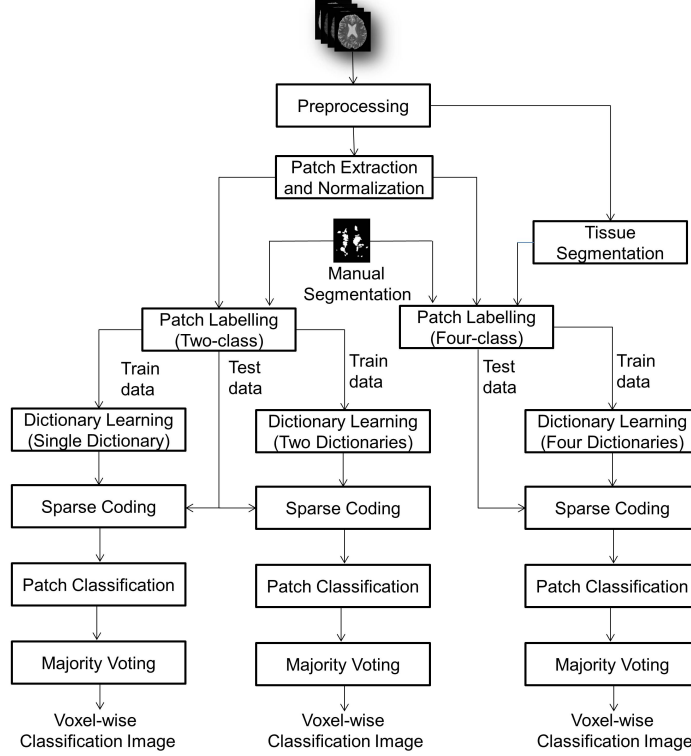 Preprocessing
Patch Extraction
and Normalization
Tissue
Segmentation
Manual
Segmentation
Patch Labelling
(Two-class)
Patch Labelling
(Four-class)
Train
data
Test
data
Train
data
Test
data
Train
data
Dictionary Learning
(Single Dictionary)
Dictionary Learning
(Two Dictionaries)
Dictionary Learning
(Four Dictionaries)
Sparse Coding
Sparse Coding
Sparse Coding
Patch Classification
Patch Classification
Patch Classification
Majority Voting
Majority Voting
Majority Voting
Voxel-wise
Classification Image
Voxel-wise
Classification Image
Voxel-wise
Classification Image